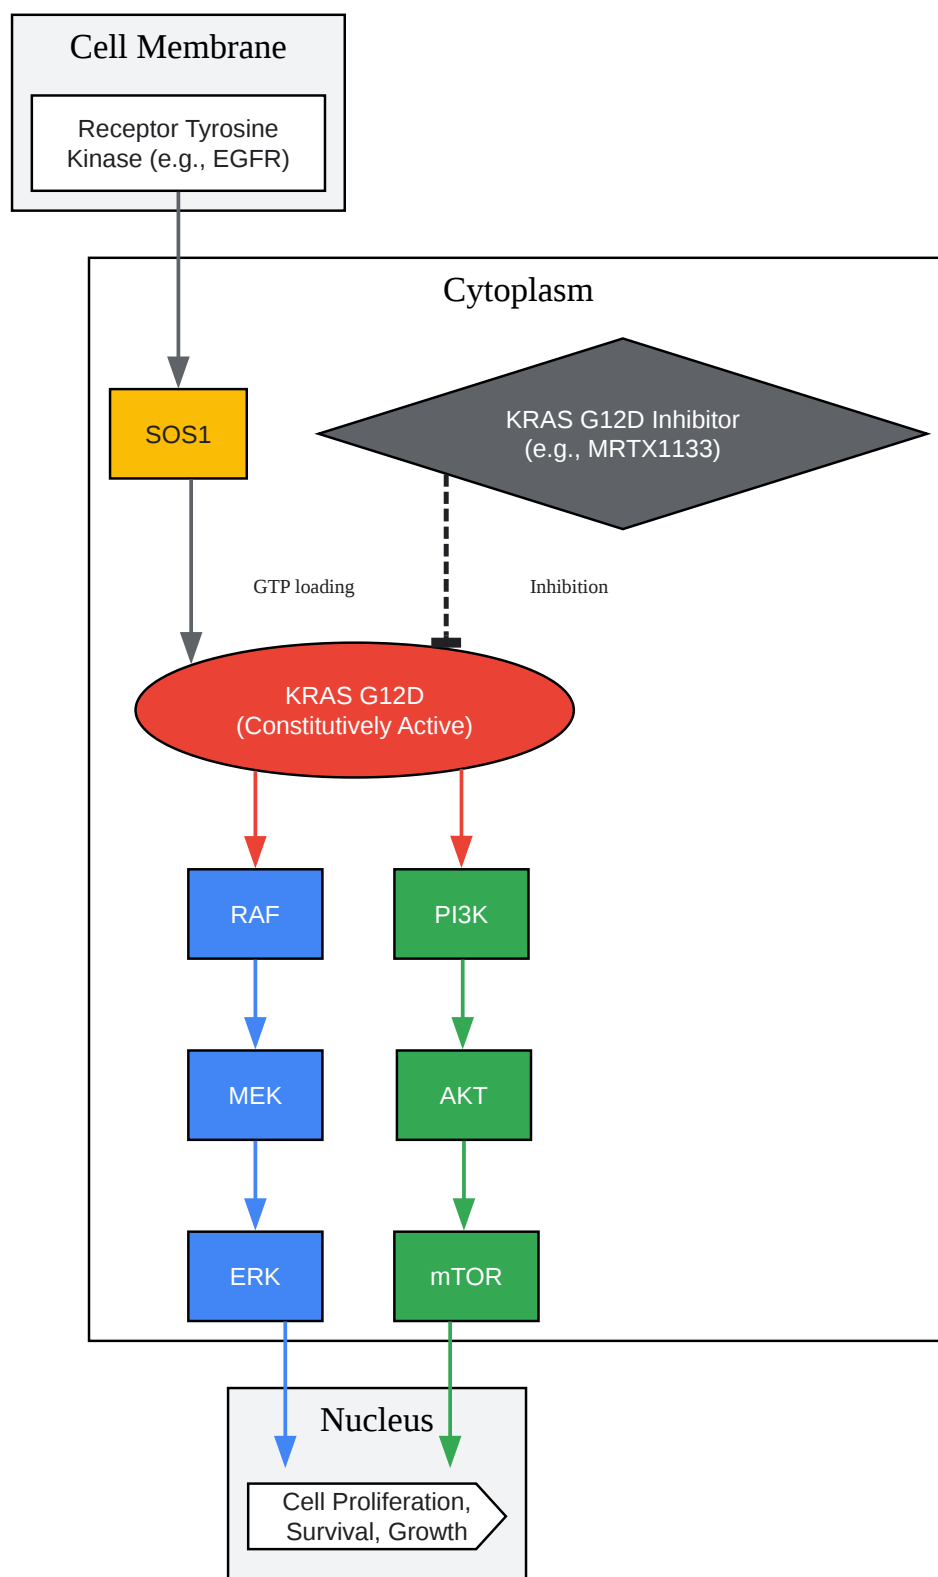 Cell Membrane
Receptor Tyrosine
Kinase (e.g., EGFR)
Cytoplasm
SOS1
KRAS G12D Inhibitor
(e.g., MRTX1133)
GTP loading
Inhibition
KRAS G12D
(Constitutively Active)
RAF
PI3K
MEK
AKT
ERK
mTOR
Nucleus
Cell Proliferation,
Survival, Growth